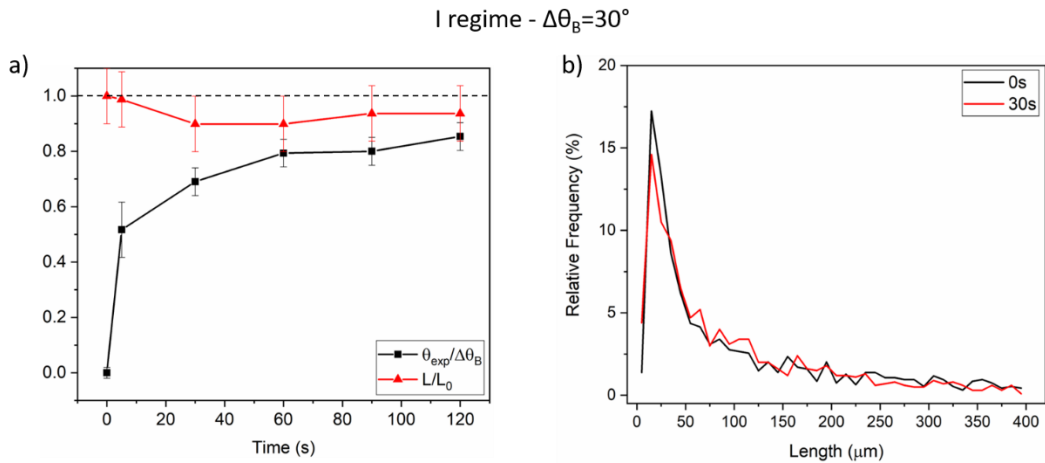 I regime - Δθ_B=30°
a)
1.0
0.8
0.6
0.4
0.2
0.0
0 20 40 60 80 100 120
Time (s)
θ_exp/Δθ_B
L/L_0
b)
Relative Frequency (%)
20
15
10
5
0
0 50 100 150 200 250 300 350 400
Length (μm)
0s
30s